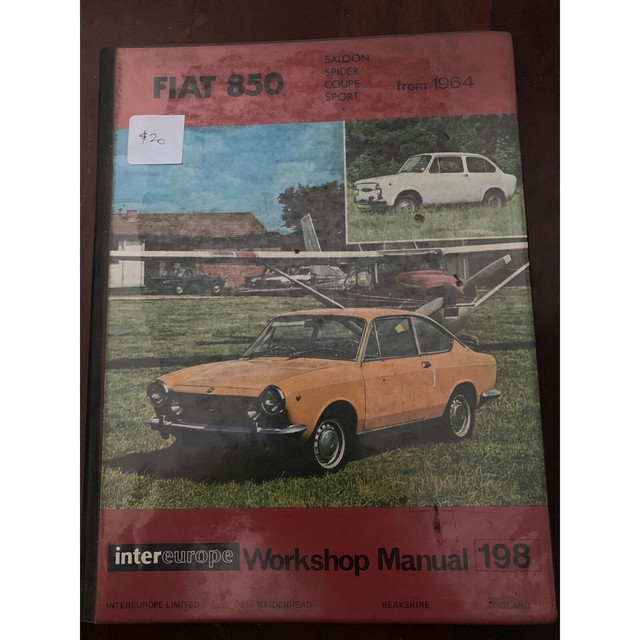 FIAT 850
SALOON
SPIDER
COUPE
SPORT
from 1964
$20
intereurope Workshop Manual 198
INTEREUROPE LIMITED MAIDENHEAD BERKSHIRE ENGLAND